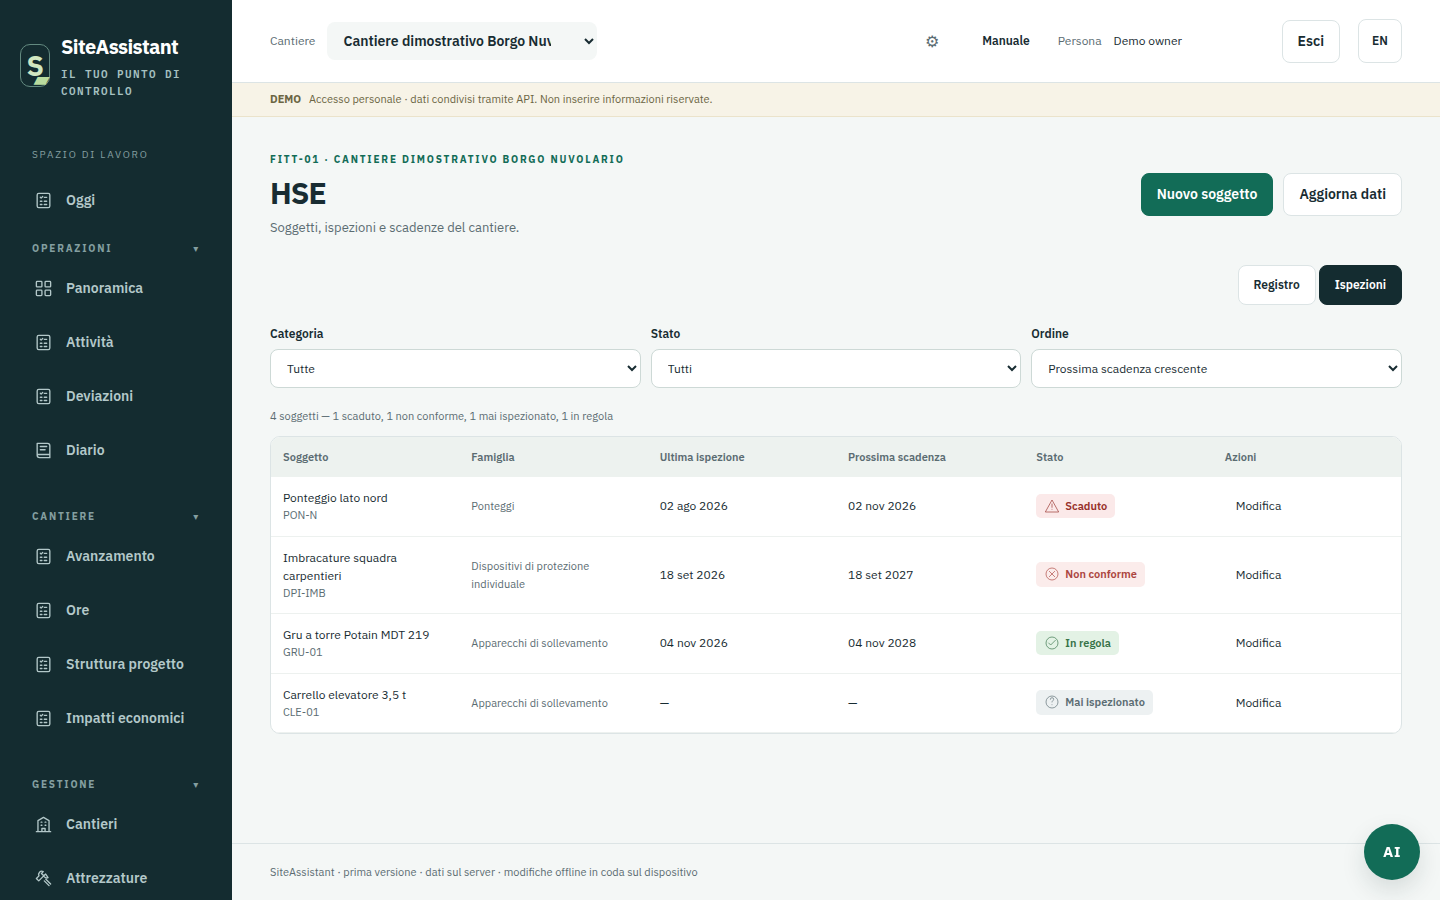 SiteAssistant
IL TUO PUNTO DI
CONTROLLO
SPAZIO DI LAVORO
Oggi
OPERAZIONI
Panoramica
Attività
Deviazioni
Diario
CANTIERE
Avanzamento
Ore
Struttura progetto
Impatti economici
GESTIONE
Cantieri
Attrezzature
Cantiere
Cantiere dimostrativo Borgo Nuv
Manuale
Persona Demo owner
Esci
EN
DEMO Accesso personale · dati condivisi tramite API. Non inserire informazioni riservate.
FITT-01 · CANTIERE DIMOSTRATIVO BORGO NUVOLARIO
HSE
Soggetti, ispezioni e scadenze del cantiere.
Nuovo soggetto
Aggiorna dati
Registro
Ispezioni
Categoria Stato Ordine
Tutte Tutti Prossima scadenza crescente
4 soggetti — 1 scaduto, 1 non conforme, 1 mai ispezionato, 1 in regola
Soggetto Famiglia Ultima ispezione Prossima scadenza Stato Azioni
Ponteggio lato nord
PON-N
Ponteggi 02 ago 2026 02 nov 2026 Scaduto Modifica
Imbracature squadra
carpentieri
DPI-IMB
Dispositivi di protezione
individuale
18 set 2026 18 set 2027 Non conforme Modifica
Gru a torre Potain MDT 219
GRU-01
Apparecchi di sollevamento 04 nov 2026 04 nov 2028 In regola Modifica
Carrello elevatore 3,5 t
CLE-01
Apparecchi di sollevamento — — Mai ispezionato Modifica
SiteAssistant · prima versione · dati sul server · modifiche offline in coda sul dispositivo
AI